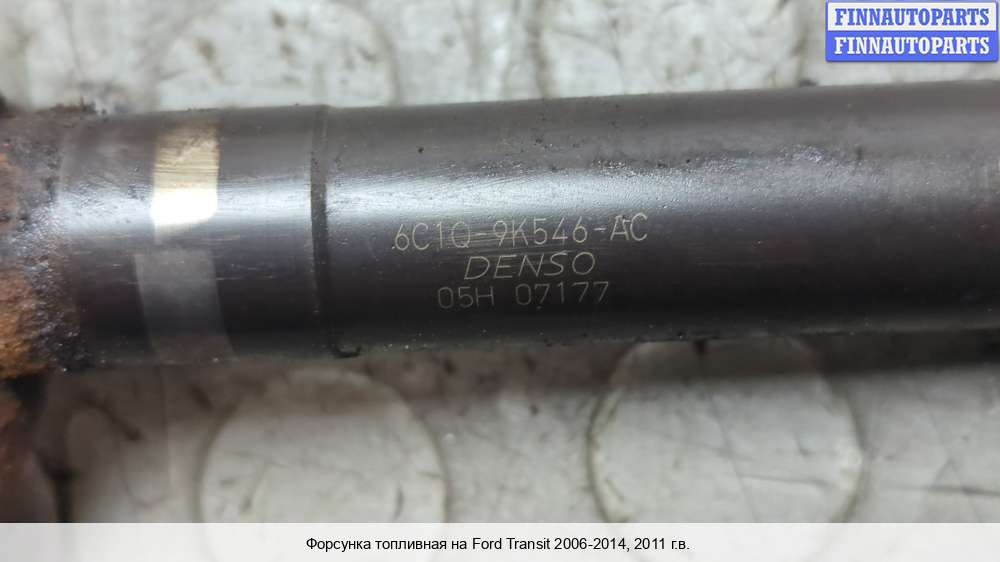 FINNAUTOPARTS
FINNAUTOPARTS
6C1Q-9K546-AC
DENSO
05H 07177
Форсунка топливная на Ford Transit 2006-2014, 2011 г.в.